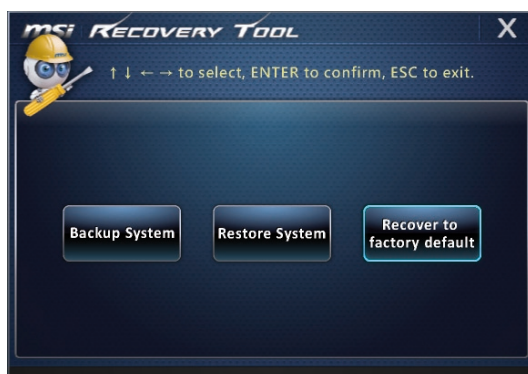 msi RECOVERY TOOL X
↑ ↓ ← → to select, ENTER to confirm, ESC to exit.
Backup System
Restore System
Recover to
factory default